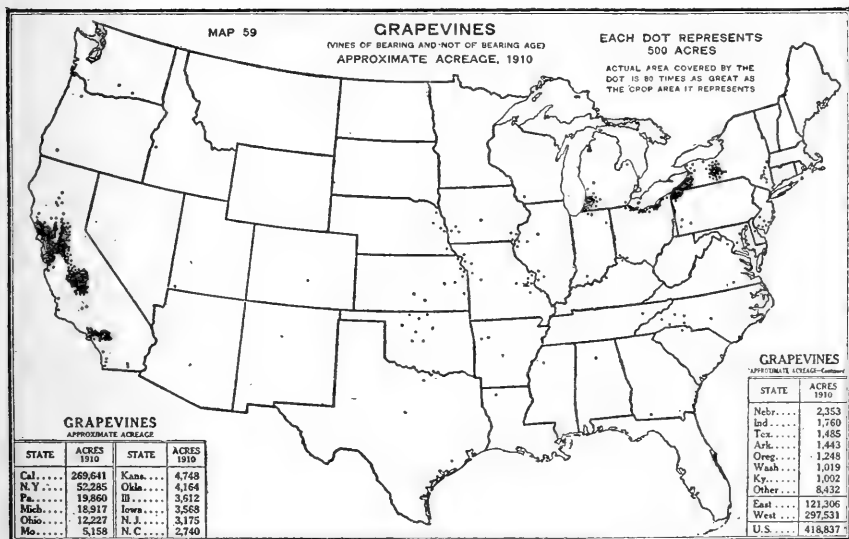 MAP 59
GRAPEVINES
(VINES OF BEARING AND NOT OF BEARING AGE)
APPROXIMATE ACREAGE, 1910
EACH DOT REPRESENTS
500 ACRES
ACTUAL AREA COVERED BY THE
DOT IS 80 TIMES AS GREAT AS
THE CROP AREA IT REPRESENTS
GRAPEVINES
APPROXIMATE ACREAGE
STATE ACRES 1910 STATE ACRES 1910
Cal..... 269,641 Kans.... 4,748
N.Y..... 52,285 Okla.... 4,164
Pa...... 19,860 Ill..... 3,612
Mich.... 18,917 Iowa.... 3,568
Ohio.... 12,227 N. J.... 3,175
Mo..... 5,158 N. C.... 2,740
GRAPEVINES
APPROXIMATE ACREAGE—Continued
STATE ACRES 1910
Nebr.... 2,353
Ind..... 1,760
Tex..... 1,485
Ark..... 1,443
Oreg.... 1,248
Wash.... 1,019
Ky...... 1,002
Other... 8,432
East .... 121,306
West .... 297,531
U.S..... 418,837